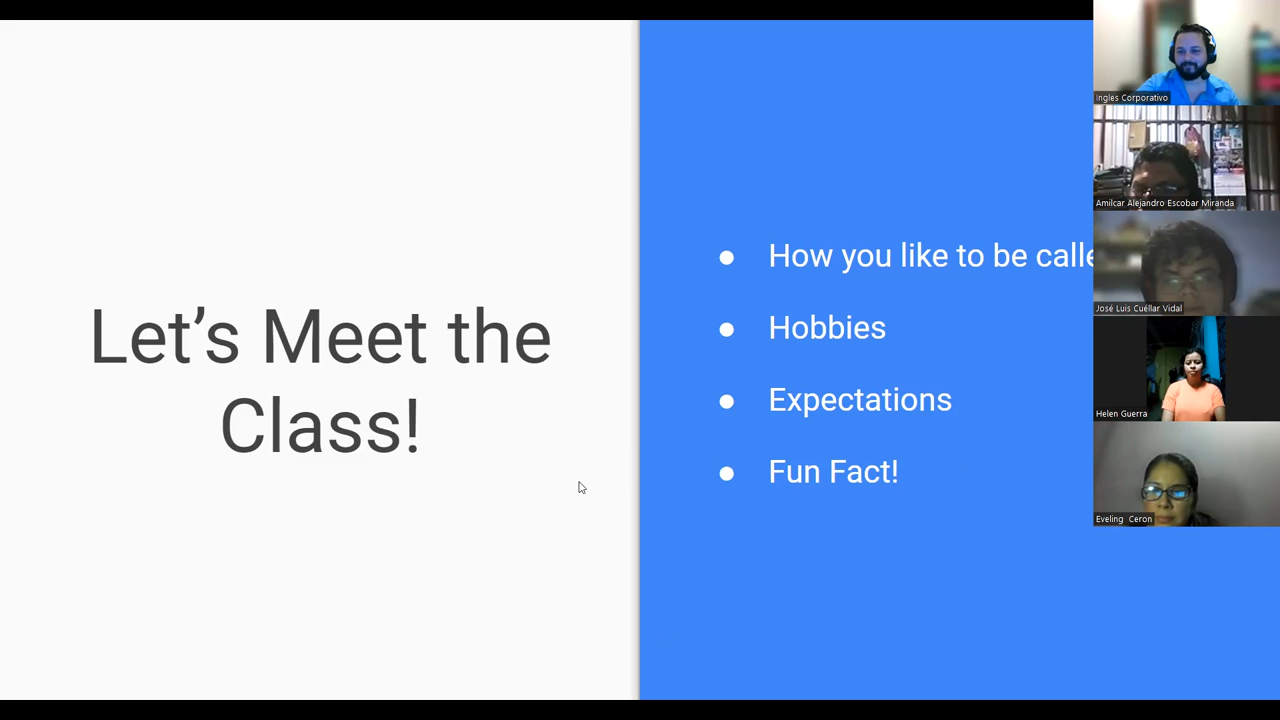 Let's Meet the
Class!
● How you like to be calle
● Hobbies
● Expectations
● Fun Fact!
Ingles Corporativo
Amilcar Alejandro Escobar Miranda
José Luis Cuéllar Vidal
Helen Guerra
Eveling Ceron